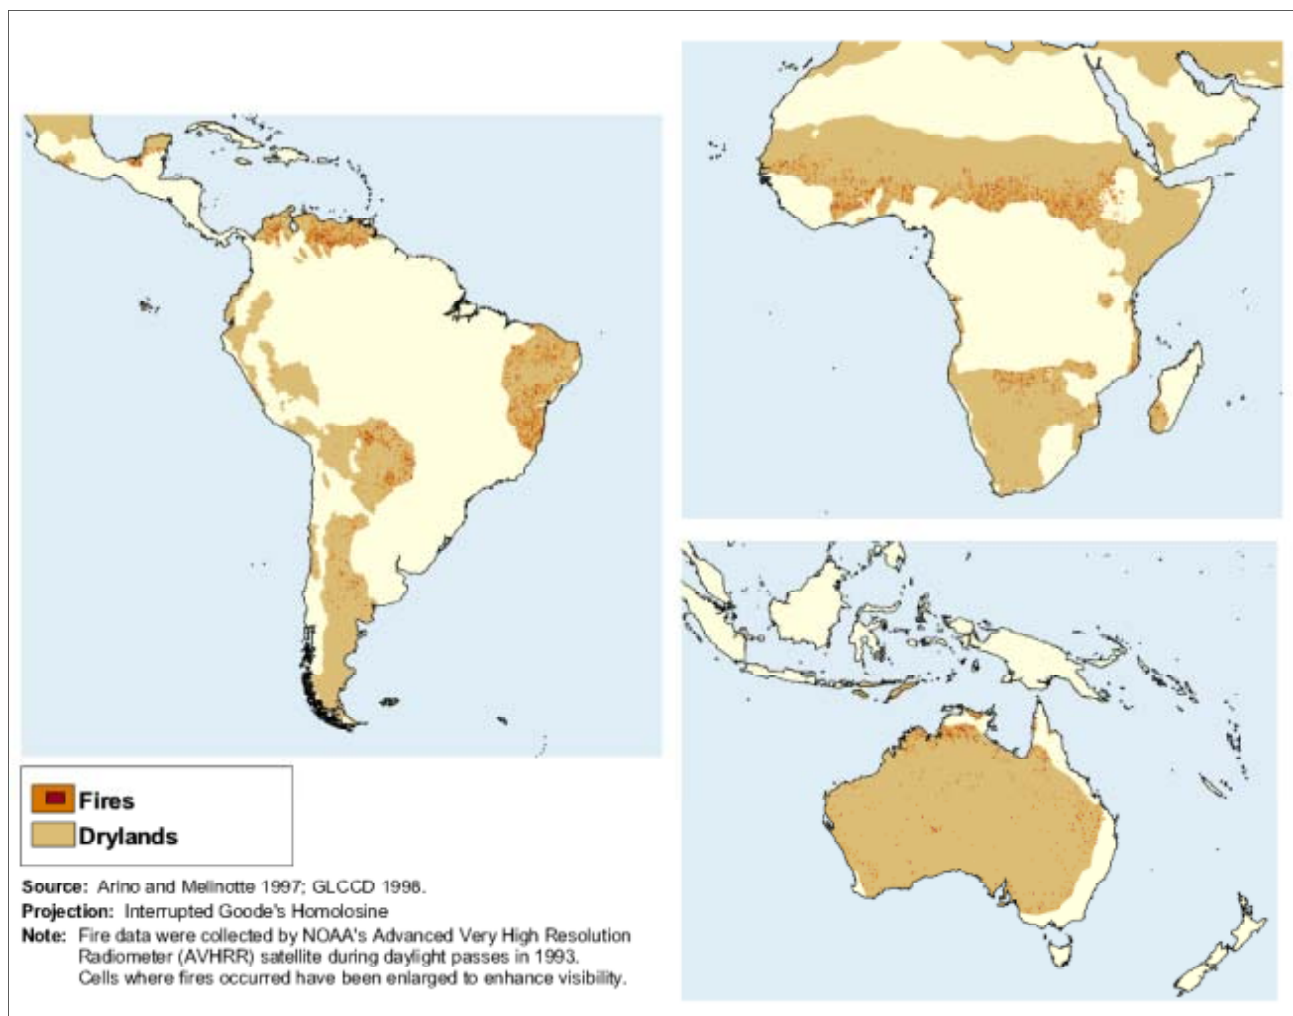 Fires
Drylands
Source: Arino and Melinotte 1997; GLCCD 1998.
Projection: Interrupted Goode's Homolosine
Note: Fire data were collected by NOAA's Advanced Very High Resolution
Radiometer (AVHRR) satellite during daylight passes in 1993.
Cells where fires occurred have been enlarged to enhance visibility.